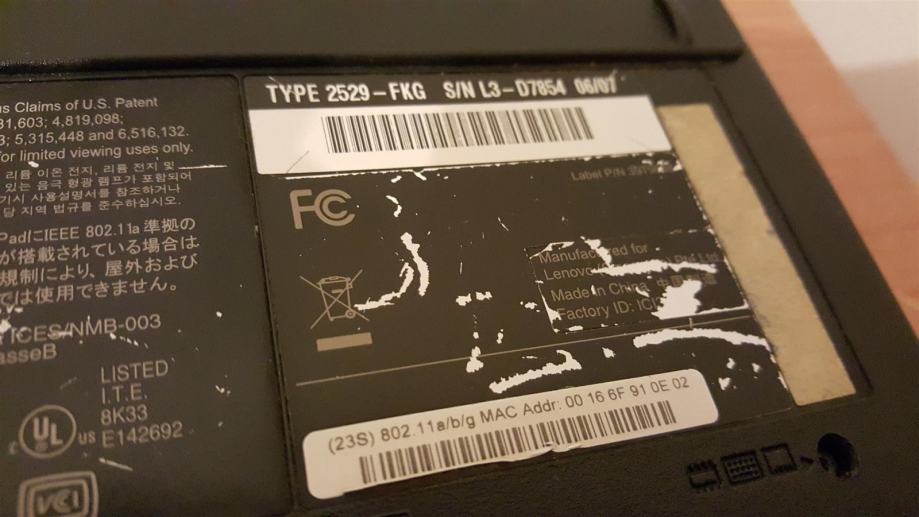 us Claims of U.S. Patent
31,603; 4,819,098;
3; 5,315,448 and 6,516,132.
for limited viewing uses only.
리튬 이온 전지, 리튬 전지 및
있는 음극 형광 램프가 포함되어
기시 사용설명서를 참조하거나
당 지역 법규를 준수하십시오.
PadにIEEE 802.11a 準拠の
が搭載されている場合は
規制により、屋外および
では使用できません。
ICES/NMB-003
asseB
LISTED
I.T.E.
8K33
E142692
UL
US
VCI
TYPE 2529-FKG S/N L3-D7854 06/07
Label P/N
FC
Manufactured for
Lenovo
Made in China
Factory ID:
(23S) 802.11a/b/g MAC Addr: 00 16 6F 91 0E 02